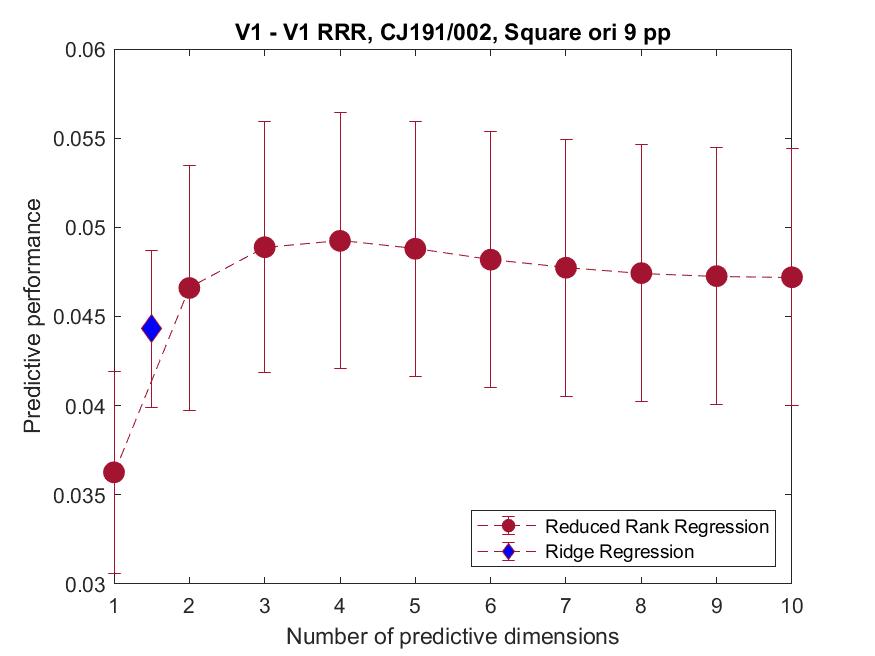 V1 - V1 RRR, CJ191/002, Square ori 9 pp
0.06
0.055
0.05
0.045
0.04
0.035
0.03
Predictive performance
1 2 3 4 5 6 7 8 9 10
Number of predictive dimensions
Reduced Rank Regression
Ridge Regression